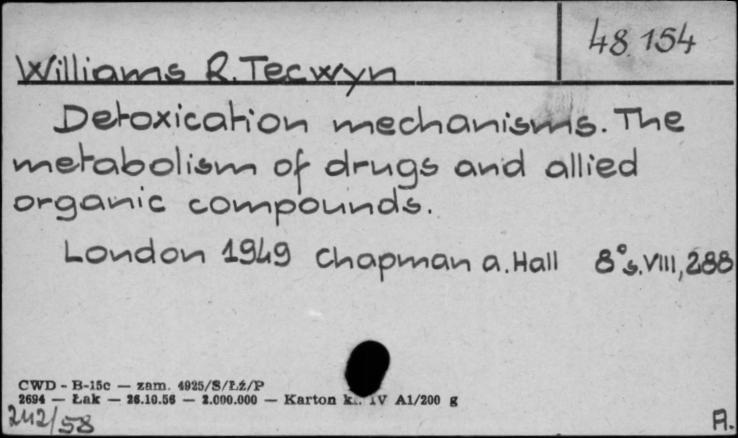 48 154
Williams R. Tecwyn
Detoxication mechanisms. The
metabolism of drugs and allied
organic compounds.
London 1949 Chapman a. Hall 8° s. VIII, 288
CWD - B-15c — zam. 4925/S/Łź/P
2694 — Łak — 26.10.56 — 2.000.000 — Karton IV A1/200 g
242/58
A.